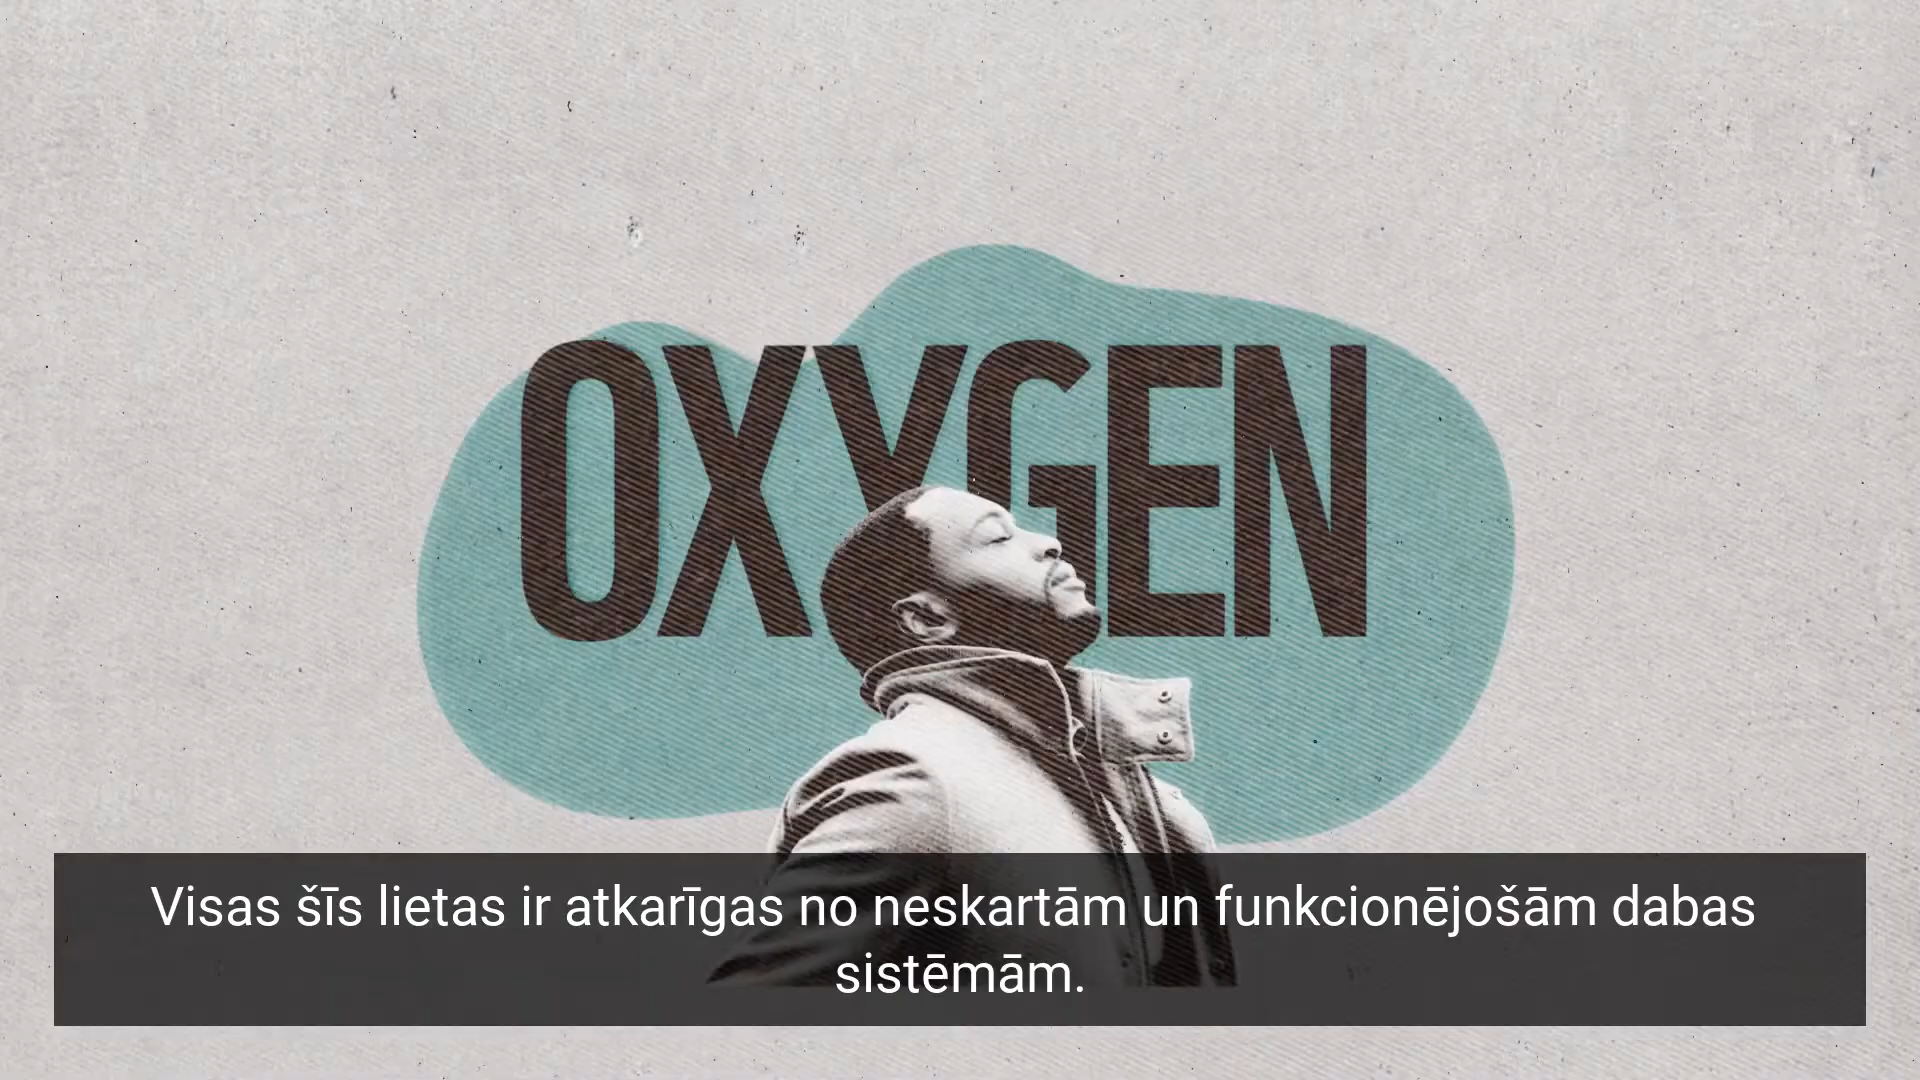 OXYGEN
Visas šīs lietas ir atkarīgas no neskartām un funkcionējošām dabas
sistēmām.